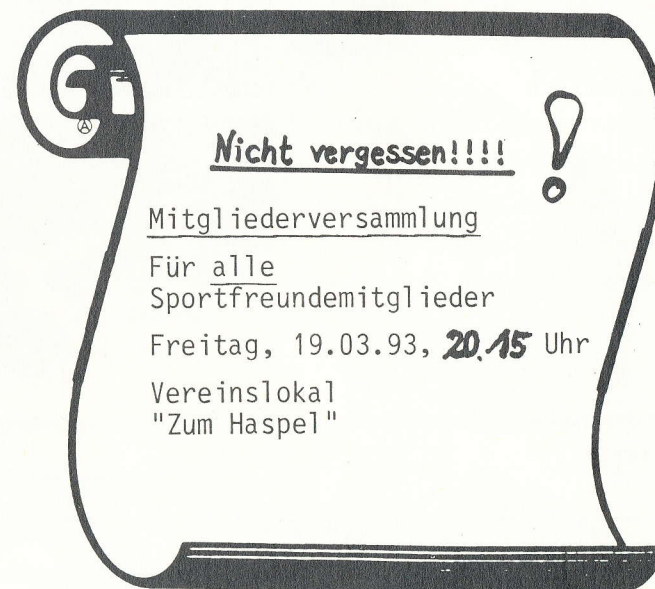 Nicht vergessen!!!! !
Mitgliederversammlung
Für alle
Sportfreundemitglieder
Freitag, 19.03.93, 20.15 Uhr
Vereinslokal
"Zum Haspel"